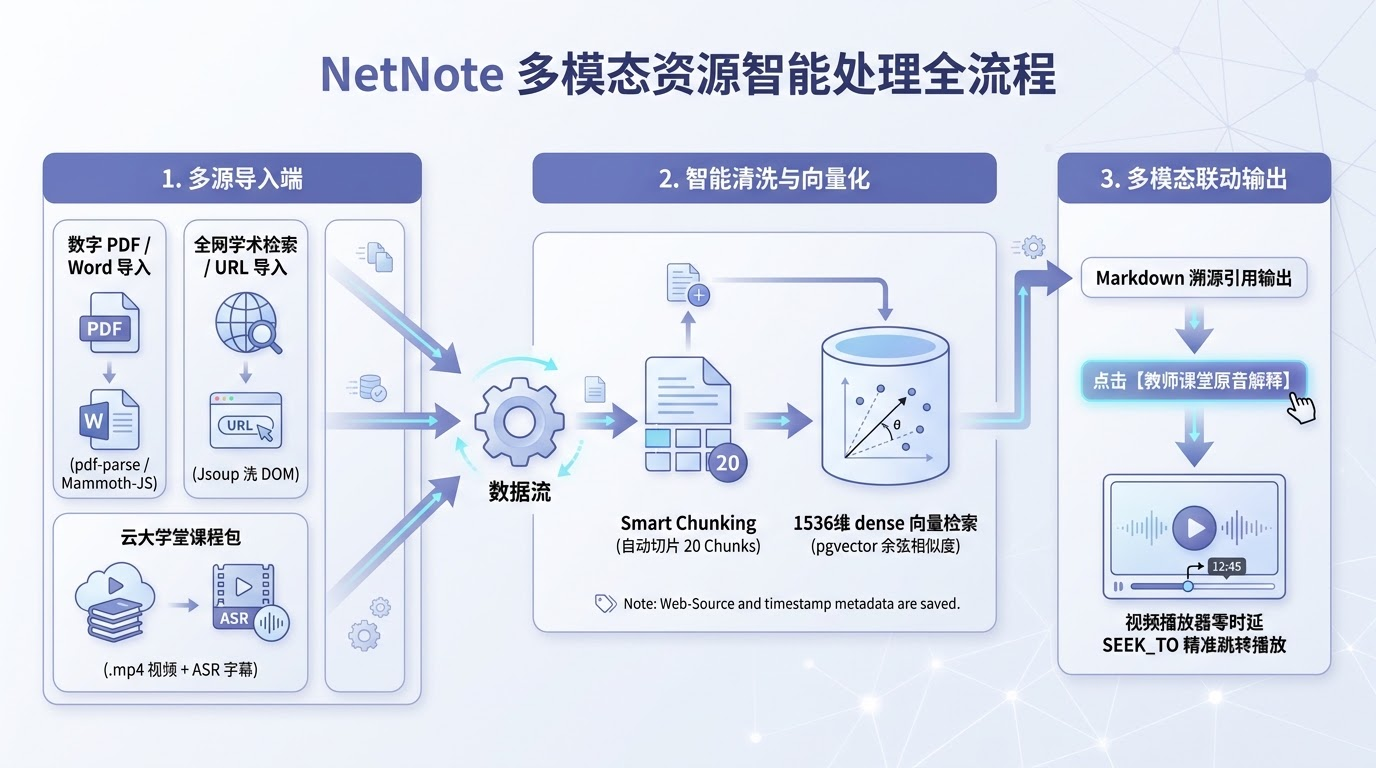 NetNote 多模态资源智能处理全流程
1. 多源导入端
数字 PDF /
Word 导入
PDF
W
(pdf-parse /
Mammoth-JS)
全网学术检索
/ URL 导入
URL
(Jsoup 洗 DOM)
云大学堂课程包
ASR
(.mp4 视频 + ASR 字幕)
数据流
2. 智能清洗与向量化
20
Smart Chunking
(自动切片 20 Chunks)
θ
1536维 dense 向量检索
(pgvector 余弦相似度)
Note: Web-Source and timestamp metadata are saved.
3. 多模态联动输出
Markdown 溯源引用输出
点击【教师课堂原音解释】
12:45
视频播放器零时延
SEEK_TO 精准跳转播放